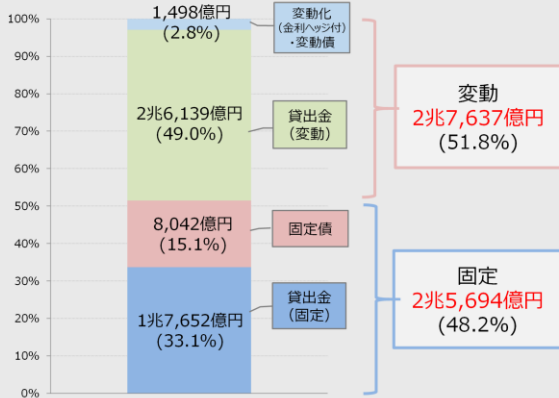 100%
90%
80%
70%
60%
50%
40%
30%
20%
10%
0%
1,498億円
(2.8%)
2兆6,139億円
(49.0%)
8,042億円
(15.1%)
1兆7,652億円
(33.1%)
変動化
(金利ヘッジ付)
・変動債
貸出金
(変動)
固定債
貸出金
(固定)
変動
2兆7,637億円
(51.8%)
固定
2兆5,694億円
(48.2%)